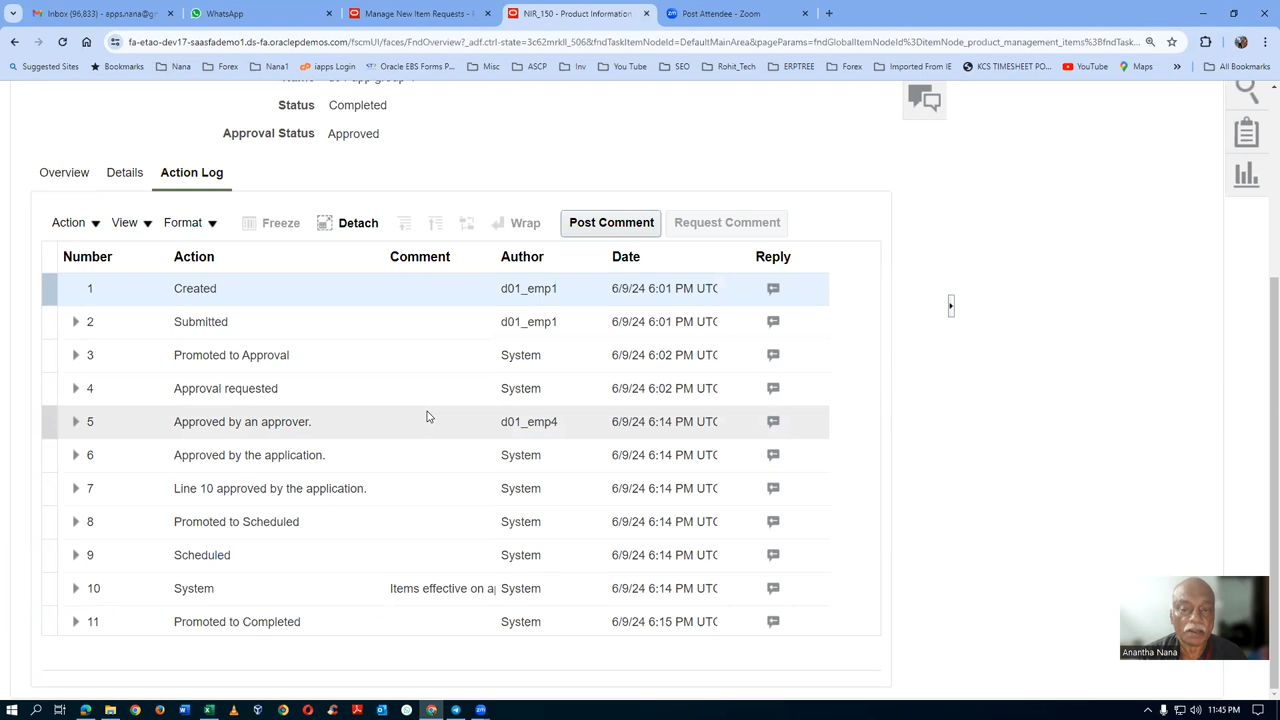 Inbox (96,833) - apps.nana@gr
WhatsApp
Manage New Item Requests -
NIR_150 - Product Information
Post Attendee - Zoom
fa-etao-dev17-saasfademo1.ds-fa.oraclepdemos.com/fscmUI/faces/FndOverview?_adf.ctrl-state=3c62mrkll_506&fndTaskItemNodeId=DefaultMainArea&pageParams=fndGlobalItemNodeId%3DitemNode_product_management_items%3BfndTask...
Suggested Sites
Bookmarks
Nana
Forex
Nana1
iapps Login
Oracle EBS Forms P...
Misc
ASCP
Inv
You Tube
SEO
Rohit_Tech
ERPTREE
Forex
Imported From IE
KCS TIMESHEET PO...
YouTube
Maps
All Bookmarks
Status Completed
Approval Status Approved
Overview Details Action Log
Action View Format Freeze Detach Wrap Post Comment Request Comment
Number Action Comment Author Date Reply
1 Created d01_emp1 6/9/24 6:01 PM UTC
2 Submitted d01_emp1 6/9/24 6:01 PM UTC
3 Promoted to Approval System 6/9/24 6:02 PM UTC
4 Approval requested System 6/9/24 6:02 PM UTC
5 Approved by an approver. d01_emp4 6/9/24 6:14 PM UTC
6 Approved by the application. System 6/9/24 6:14 PM UTC
7 Line 10 approved by the application. System 6/9/24 6:14 PM UTC
8 Promoted to Scheduled System 6/9/24 6:14 PM UTC
9 Scheduled System 6/9/24 6:14 PM UTC
10 System Items effective on a System 6/9/24 6:14 PM UTC
11 Promoted to Completed System 6/9/24 6:15 PM UTC
Anantha Nana
11:45 PM